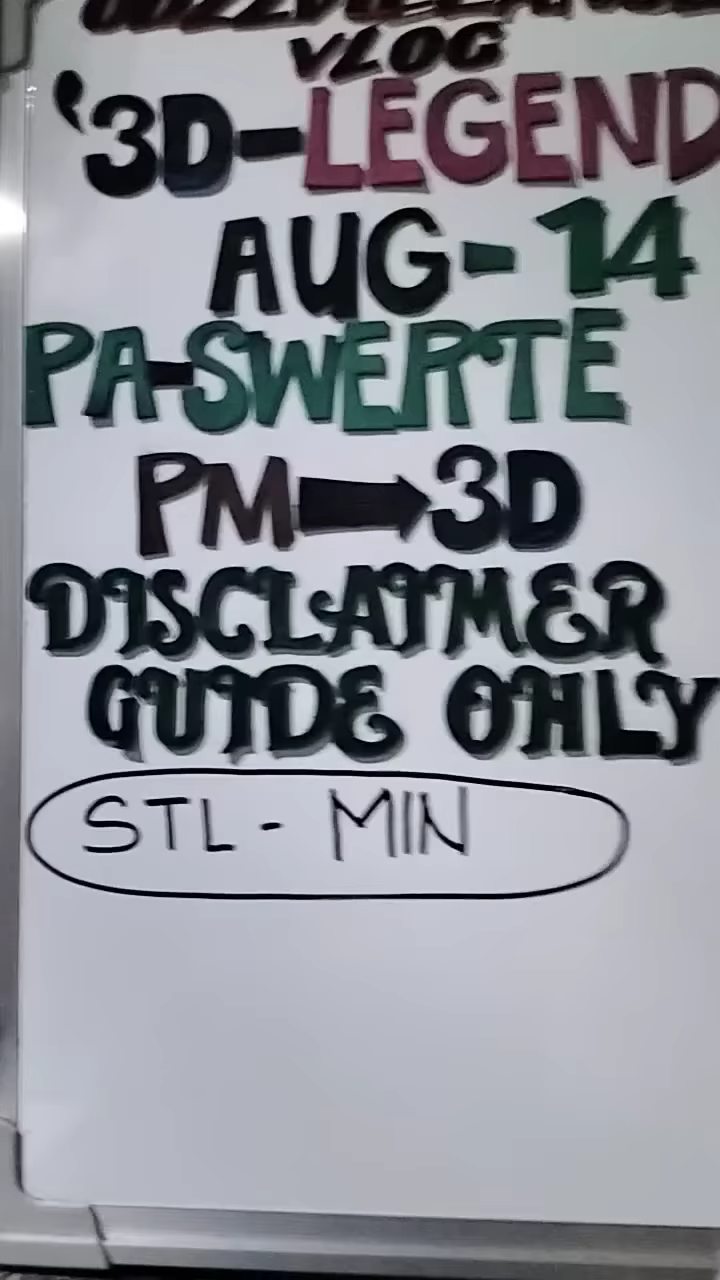 VLOG
'3D-LEGEND
AUG-14
PA-SWERTE
PM➡3D
DISCLAIMER
GUIDE ONLY
STL - MIN